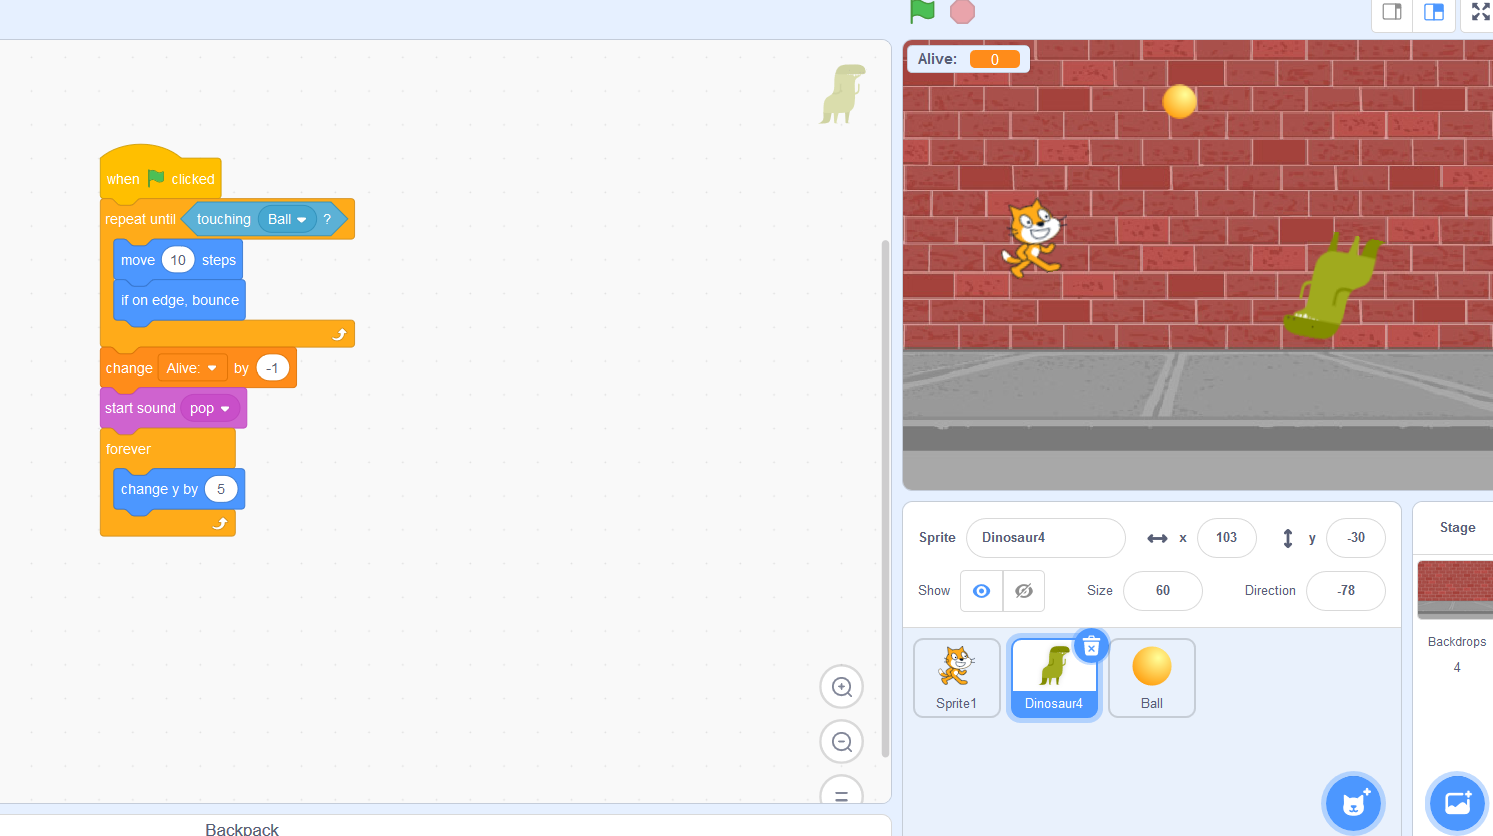 Alive: 0
when clicked
repeat until touching Ball ?
move 10 steps
if on edge, bounce
change Alive: by -1
start sound pop
forever
change y by 5
Backpack
Sprite Dinosaur4 x 103 y -30
Show Size 60 Direction -78
Sprite1 Dinosaur4 Ball
Stage
Backdrops
4